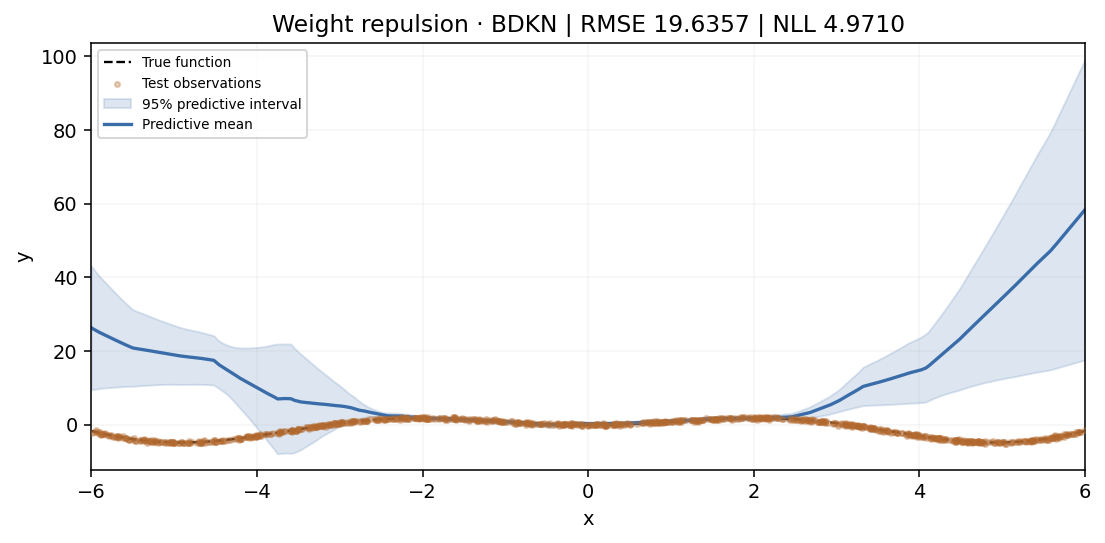 Weight repulsion · BDKN | RMSE 19.6357 | NLL 4.9710
True function
Test observations
95% predictive interval
Predictive mean
100
80
60
40
20
0
y
−6
−4
−2
0
2
4
6
x